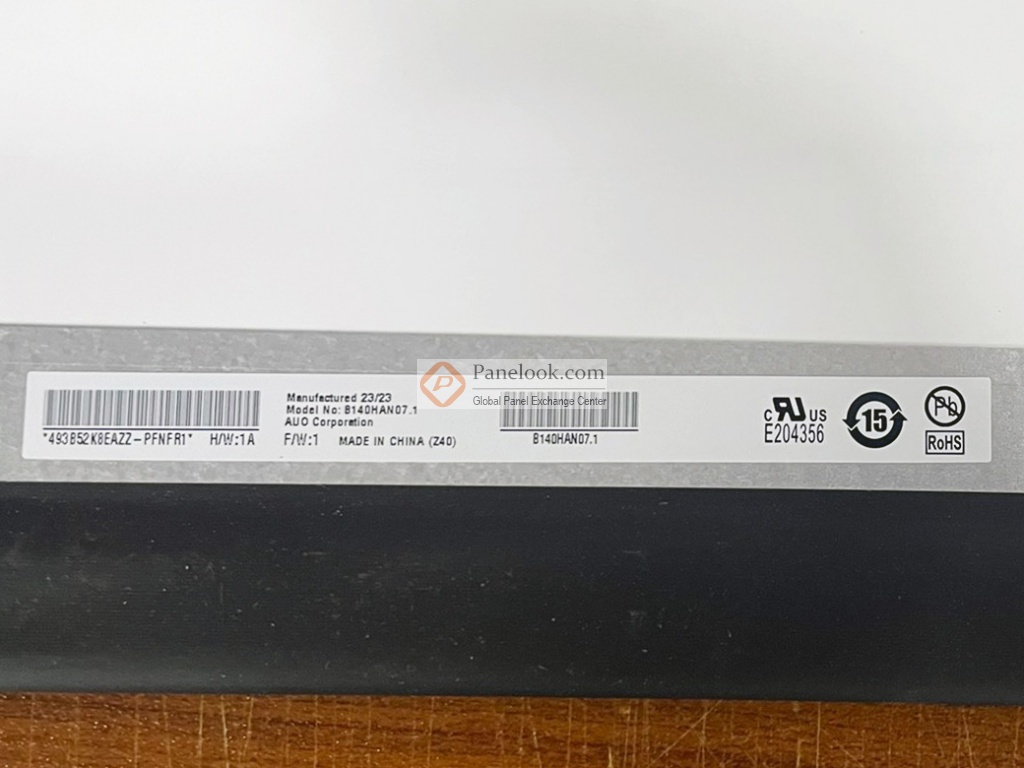 Panelook.com
Global Panel Exchange Center
Manufactured 23/23
Model No: B140HAN07.1
AUO Corporation
*493B52K8EAZZ-PFNFR1* H/W:1A F/W:1 MADE IN CHINA (Z40)
B140HAN07.1
C UR US
E204356
15
Pb
RoHS